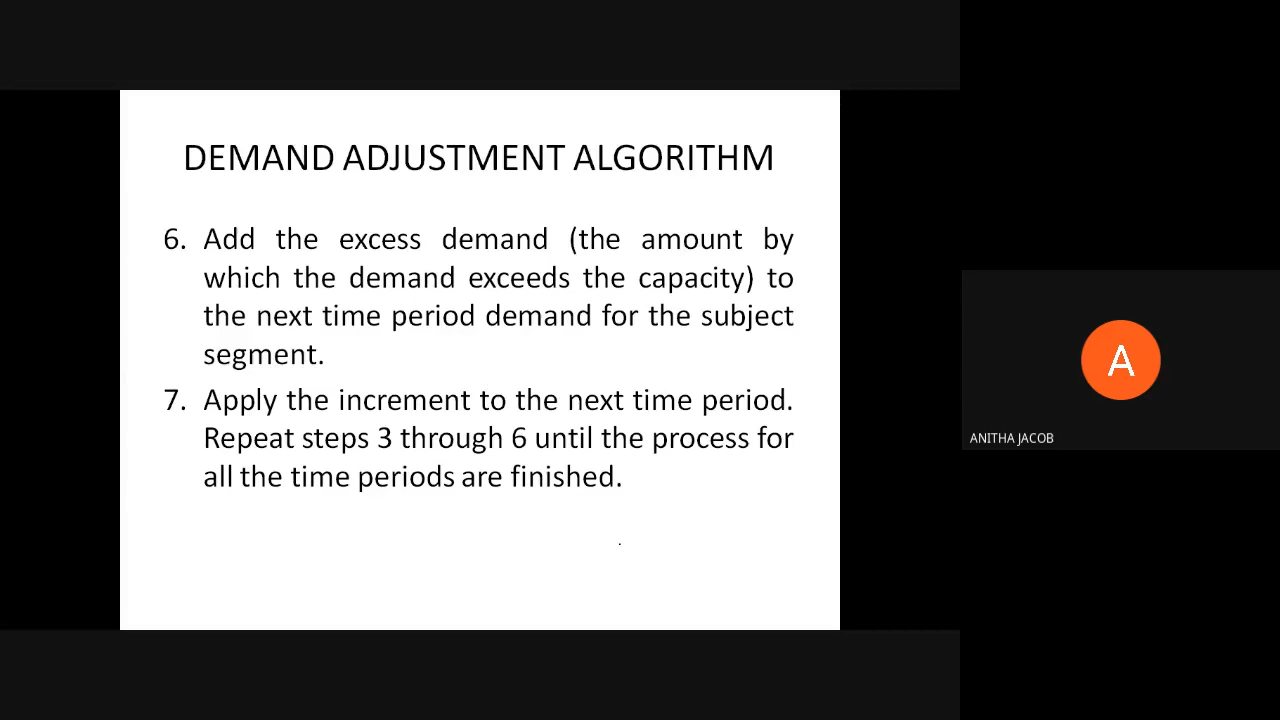 DEMAND ADJUSTMENT ALGORITHM
6. Add the excess demand (the amount by
which the demand exceeds the capacity) to
the next time period demand for the subject
segment.
7. Apply the increment to the next time period.
Repeat steps 3 through 6 until the process for
all the time periods are finished.
A
ANITHA JACOB